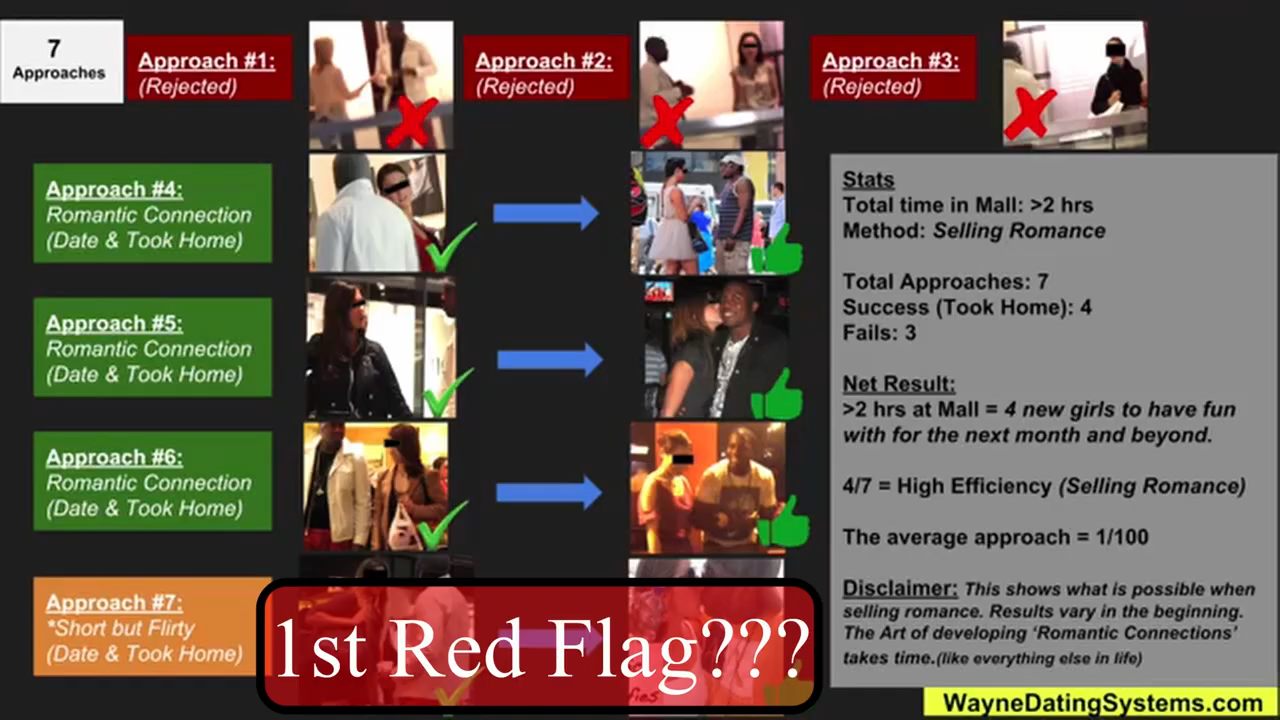 7
Approaches
Approach #1:
(Rejected)
Approach #2:
(Rejected)
Approach #3:
(Rejected)
Approach #4:
Romantic Connection
(Date & Took Home)
Approach #5:
Romantic Connection
(Date & Took Home)
Approach #6:
Romantic Connection
(Date & Took Home)
Approach #7:
*Short but Flirty
(Date & Took Home)
1st Red Flag???
Stats
Total time in Mall: >2 hrs
Method: Selling Romance
Total Approaches: 7
Success (Took Home): 4
Fails: 3
Net Result:
>2 hrs at Mall = 4 new girls to have fun
with for the next month and beyond.
4/7 = High Efficiency (Selling Romance)
The average approach = 1/100
Disclaimer: This shows what is possible when
selling romance. Results vary in the beginning.
The Art of developing ‘Romantic Connections’
takes time.(like everything else in life)
WayneDatingSystems.com